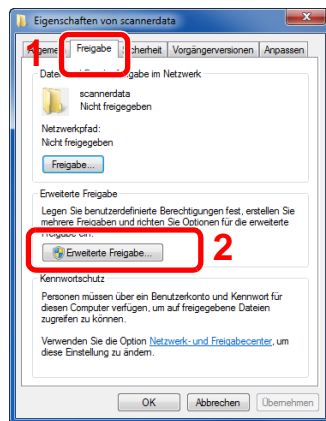 Eigenschaften von scannerdata
1
Freigabe
Vorgängerversionen
Anpassen
im Netzwerk
scannerdata
Nicht freigegeben
Netzwerkpfad:
Nicht freigegeben
Freigabe...
Erweiterte Freigabe
Legen Sie benutzerdefinierte Berechtigungen fest, erstellen Sie
mehrere Freigaben und richten Sie Optionen für die erweiterte
Freigabe ein.
Erweiterte Freigabe...
2
Kennwortschutz
Personen müssen über ein Benutzerkonto und Kennwort für
diesen Computer verfügen, um auf freigegebene Dateien
zugreifen zu können.
Verwenden Sie die Option Netzwerk- und Freigabecenter, um
diese Einstellung zu ändern.
OK
Abbrechen
Übernehmen